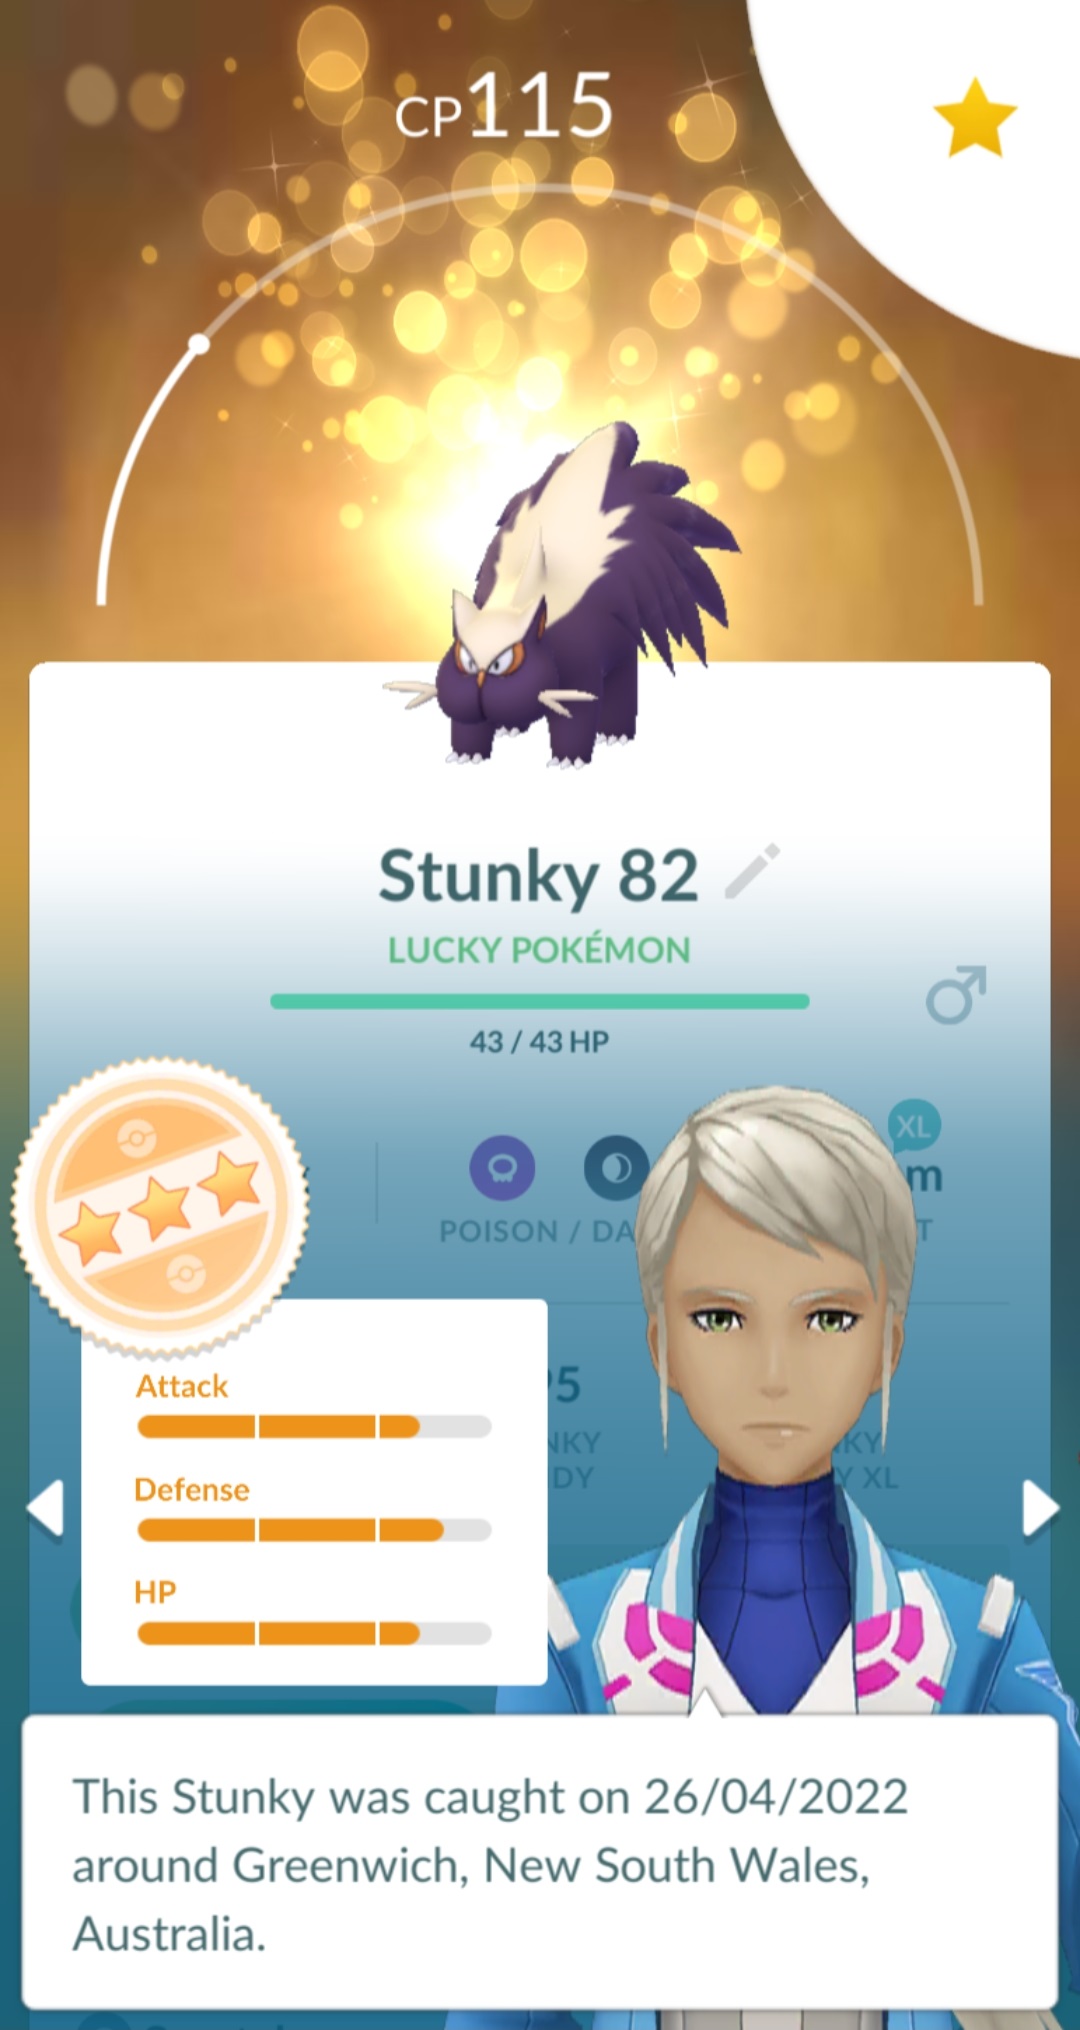 CP115
Stunky 82
LUCKY POKÉMON
43 / 43 HP
XL
m
POISON / DA
Attack
Defense
HP
5
NKY
KY
DY
Y XL
This Stunky was caught on 26/04/2022
around Greenwich, New South Wales,
Australia.